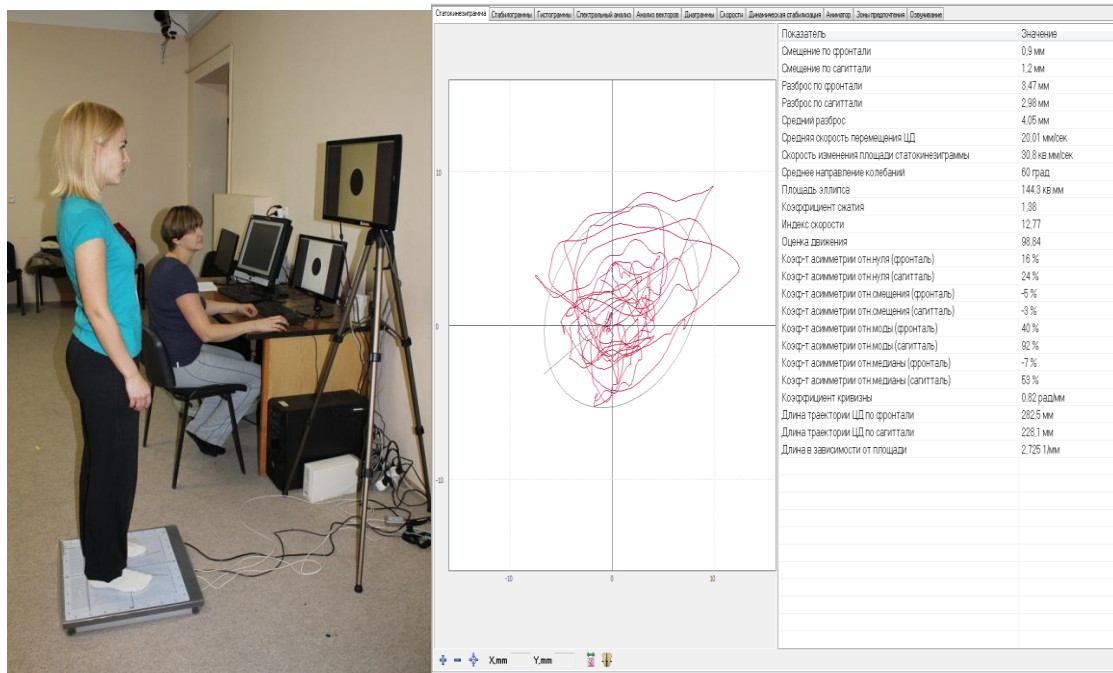 Статокинезиграмма Стабилограммы Гистограммы Спектральный анализ Анализ векторов Диаграммы Скорости Динамическая стабилизация Аниматор Зоны предпочтения Озвучивание
Показатель Значение
Смещение по фронтали 0,9 мм
Смещение по сагиттали 1,2 мм
Разброс по фронтали 3,47 мм
Разброс по сагиттали 2,98 мм
Средний разброс 4,05 мм
Средняя скорость перемещения ЦД 20,01 мм/сек
Скорость изменения площади статокинезиграммы 30,8 кв.мм/сек
Среднее направление колебаний 60 град
Площадь эллипса 144,3 кв.мм
Коэффициент сжатия 1,38
Индекс скорости 12,77
Оценка движения 98,84
Коэф-т асимметрии отн.нуля (фронталь) 16 %
Коэф-т асимметрии отн.нуля (сагитталь) 24 %
Коэф-т асимметрии отн.смещения (фронталь) -5 %
Коэф-т асимметрии отн.смещения (сагитталь) -3 %
Коэф-т асимметрии отн.моды (фронталь) 40 %
Коэф-т асимметрии отн.моды (сагитталь) 92 %
Коэф-т асимметрии отн.медианы (фронталь) -7 %
Коэф-т асимметрии отн.медианы (сагитталь) 53 %
Коэффициент кривизны 0,82 рад/мм
Длина траектории ЦД по фронтали 282,5 мм
Длина траектории ЦД по сагиттали 228,1 мм
Длина в зависимости от площади 2,725 1/мм
10
0
-10
-10 0 10
X,mm Y,mm